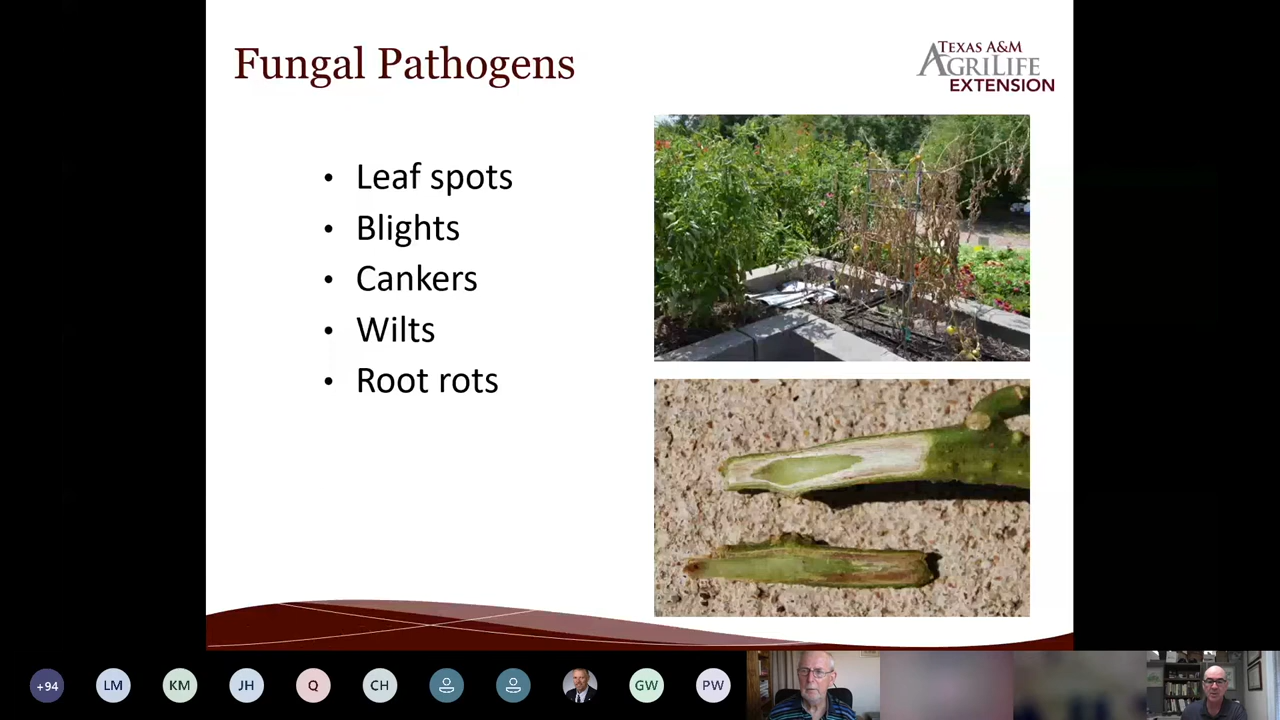 Fungal Pathogens
TEXAS A&M
AGRILIFE
EXTENSION
• Leaf spots
• Blights
• Cankers
• Wilts
• Root rots
+94
LM
KM
JH
Q
CH
GW
PW